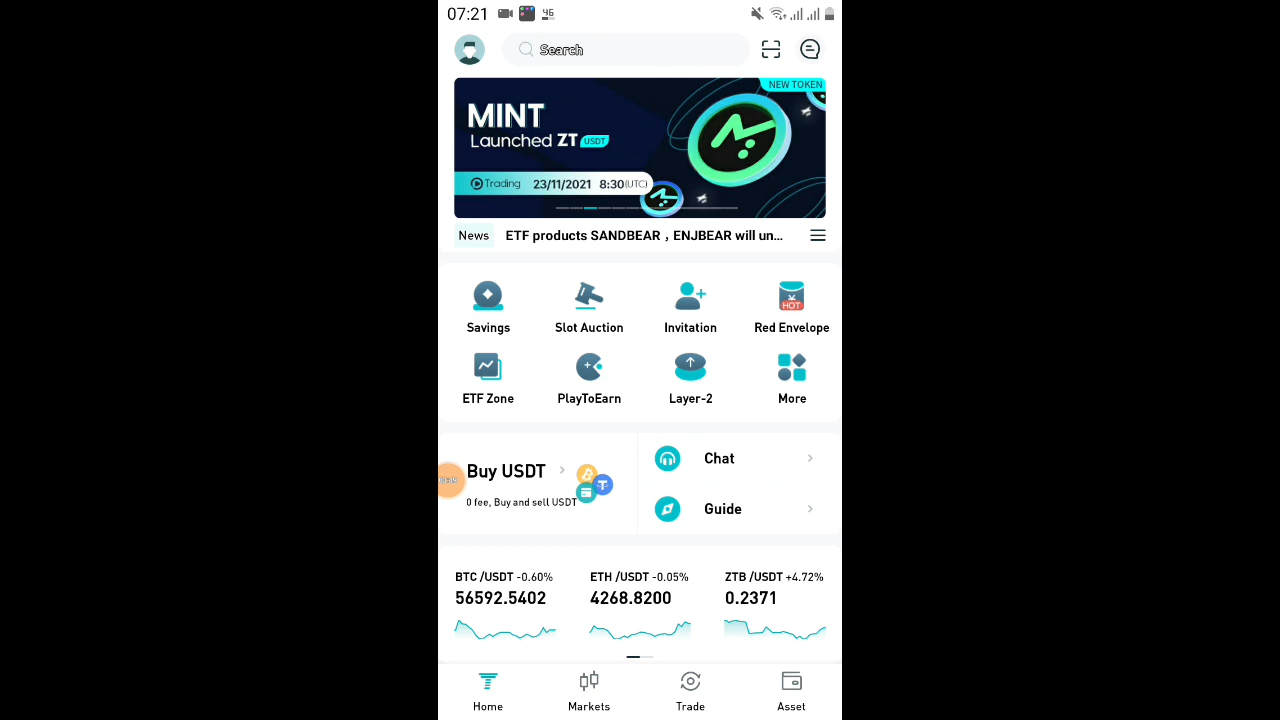 07:21
46
Search
NEW TOKEN
MINT
Launched ZT USDT
Trading 23/11/2021 8:30(UTC)
News ETF products SANDBEAR，ENJBEAR will un...
HOT
Savings Slot Auction Invitation Red Envelope
ETF Zone PlayToEarn Layer-2 More
Buy USDT
0 fee, Buy and sell USDT
Chat
Guide
BTC /USDT -0.60% ETH /USDT -0.05% ZTB /USDT +4.72%
56592.5402 4268.8200 0.2371
Home Markets Trade Asset